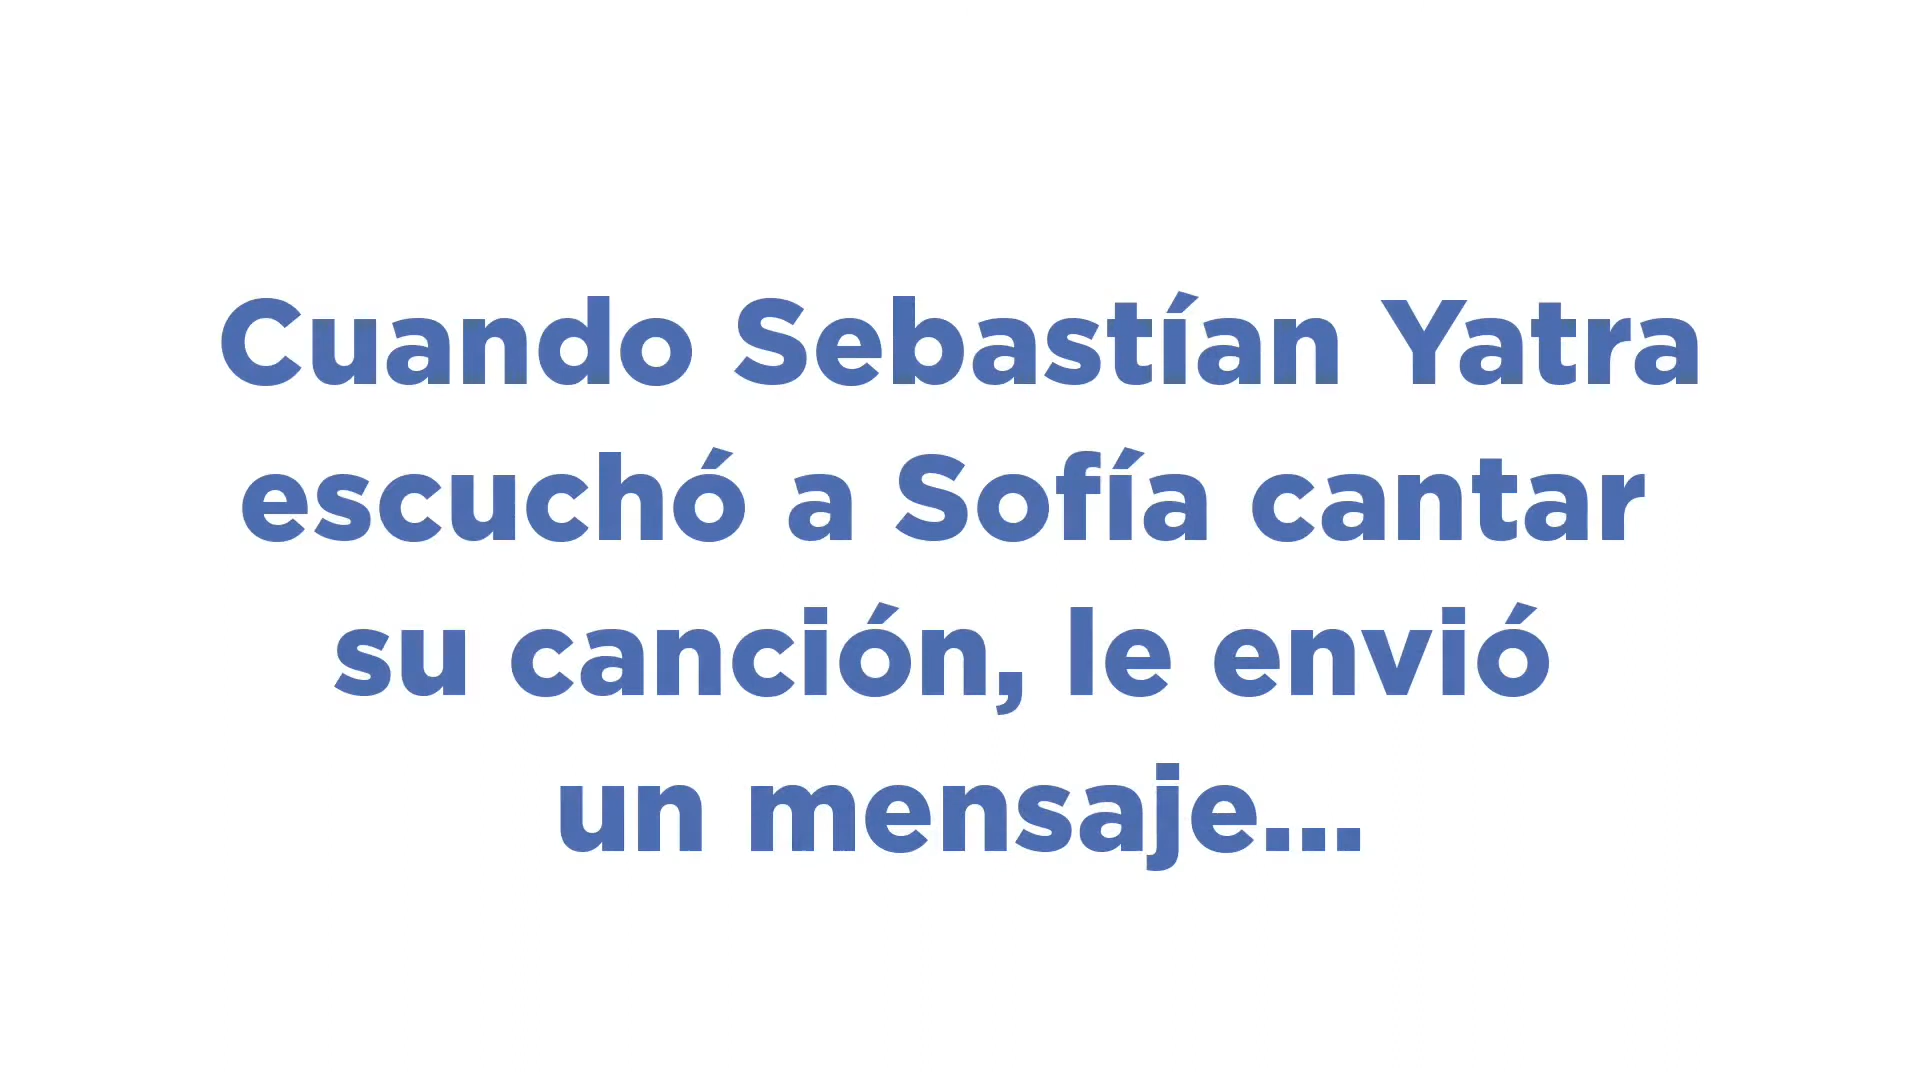 Cuando Sebastían Yatra
escuchó a Sofía cantar
su canción, le envió
un mensaje...